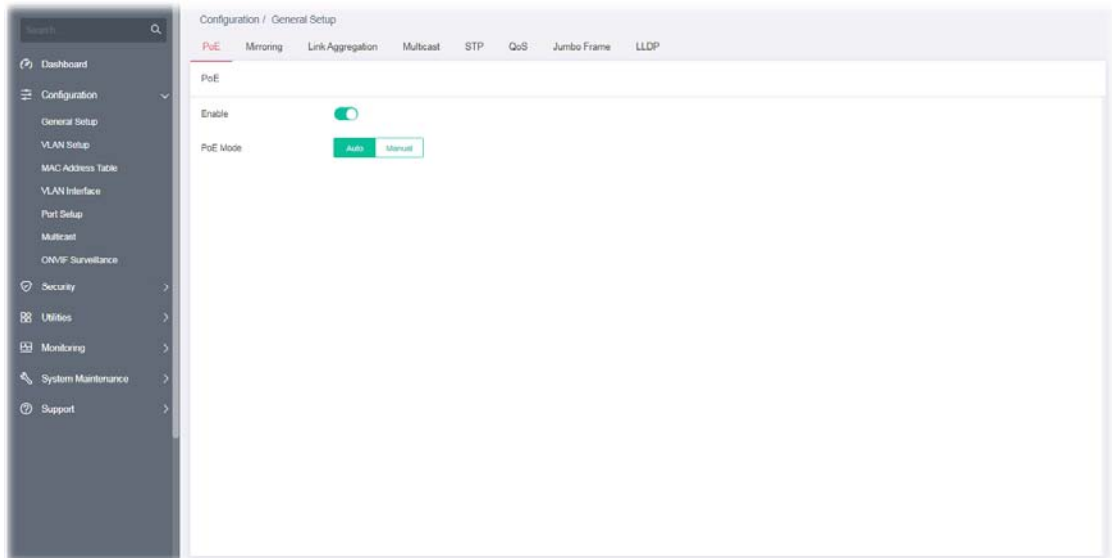 Search
Configuration / General Setup
PoE Mirroring Link Aggregation Multicast STP QoS Jumbo Frame LLDP
Dashboard
PoE
Configuration
Enable
General Setup
VLAN Setup
PoE Mode Auto Manual
MAC Address Table
VLAN Interface
Port Setup
Multicast
ONVIF Surveillance
Security
Utilities
Monitoring
System Maintenance
Support